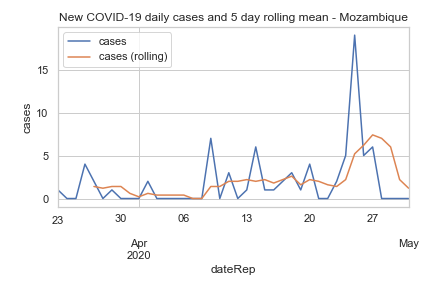 New COVID-19 daily cases and 5 day rolling mean - Mozambique
cases
cases (rolling)
15
10
5
0
cases
23
30
06
13
20
27
Apr
2020
May
dateRep